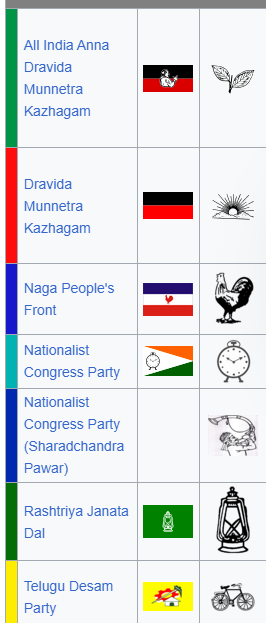 All India Anna
Dravida
Munnetra
Kazhagam
Dravida
Munnetra
Kazhagam
Naga People's
Front
Nationalist
Congress Party
Nationalist
Congress Party
(Sharadchandra
Pawar)
Rashtriya Janata
Dal
Telugu Desam
Party